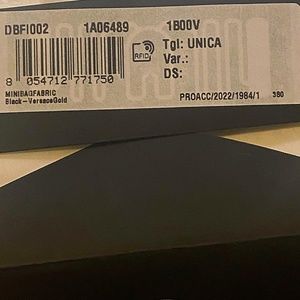 DBFI002 1A06489 1B00V
RFID
Tgl: UNICA
Var.:
DS:
8 054712 771750
MINIBAGFABRIC
Black-VersaceGold
PROACC/2022/1984/1 380